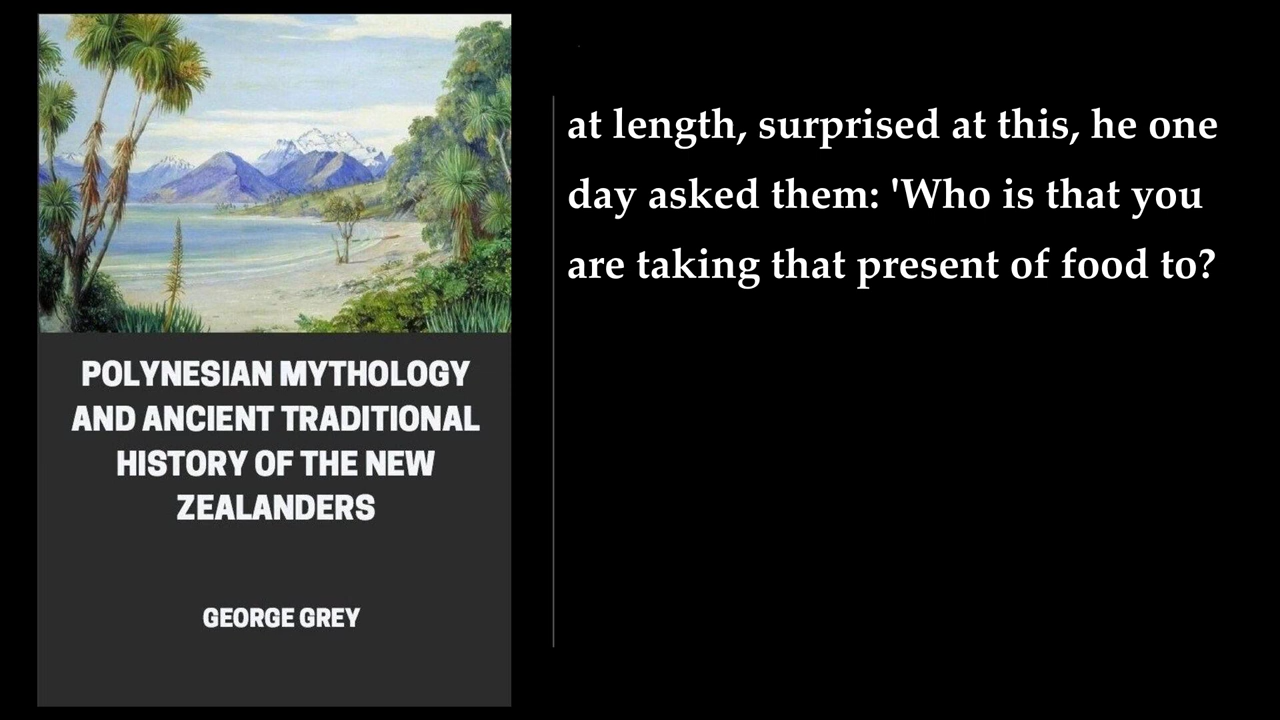 POLYNESIAN MYTHOLOGY
AND ANCIENT TRADITIONAL
HISTORY OF THE NEW
ZEALANDERS
GEORGE GREY
at length, surprised at this, he one
day asked them: 'Who is that you
are taking that present of food to?